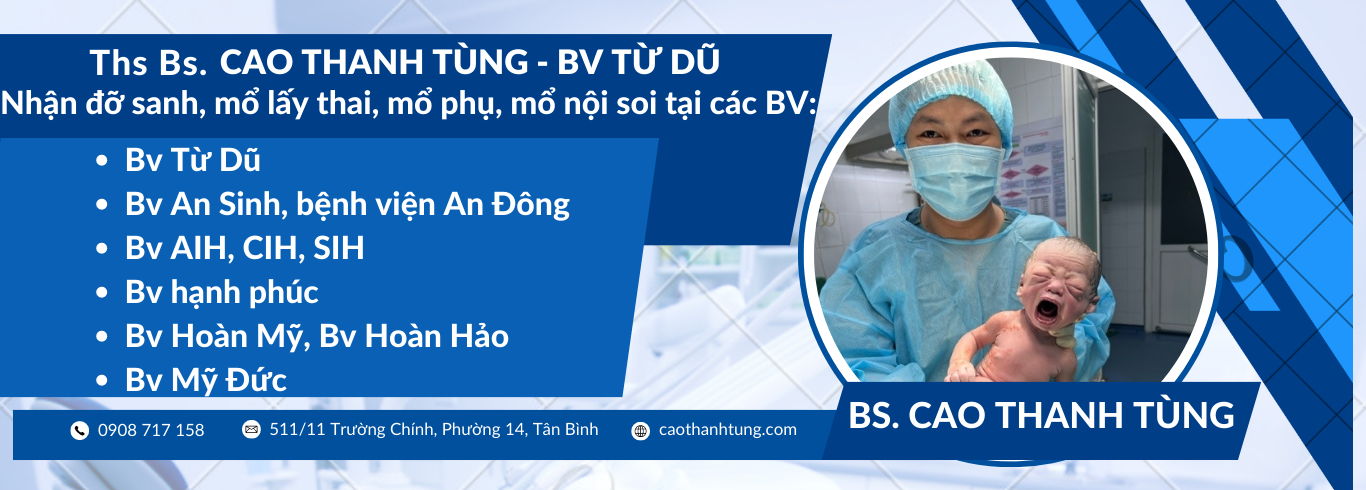 Ths Bs. CAO THANH TÙNG - BV TỪ DŨ
Nhận đỡ sanh, mổ lấy thai, mổ phụ, mổ nội soi tại các BV:
• Bv Từ Dũ
• Bv An Sinh, bệnh viện An Đông
• Bv AIH, CIH, SIH
• Bv hạnh phúc
• Bv Hoàn Mỹ, Bv Hoàn Hảo
• Bv Mỹ Đức
0908 717 158
511/11 Trường Chính, Phường 14, Tân Bình
caothanhtung.com
BS. CAO THANH TÙNG